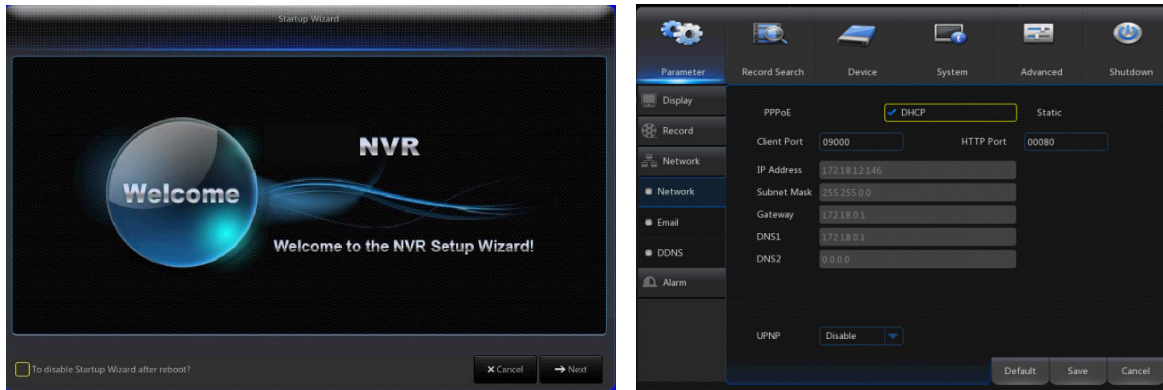 Startup Wizard
NVR
Welcome
Welcome to the NVR Setup Wizard!
To disable Startup Wizard after reboot?
Cancel
Next
Parameter Record Search Device System Advanced Shutdown
Display
Record
Network
Network
Email
DDNS
Alarm
PPPoE DHCP Static
Client Port 09000 HTTP Port 00080
IP Address 172.18.12.146
Subnet Mask 255.255.0.0
Gateway 172.18.0.1
DNS1 172.18.0.1
DNS2 0.0.0.0
UPNP Disable
Default Save Cancel